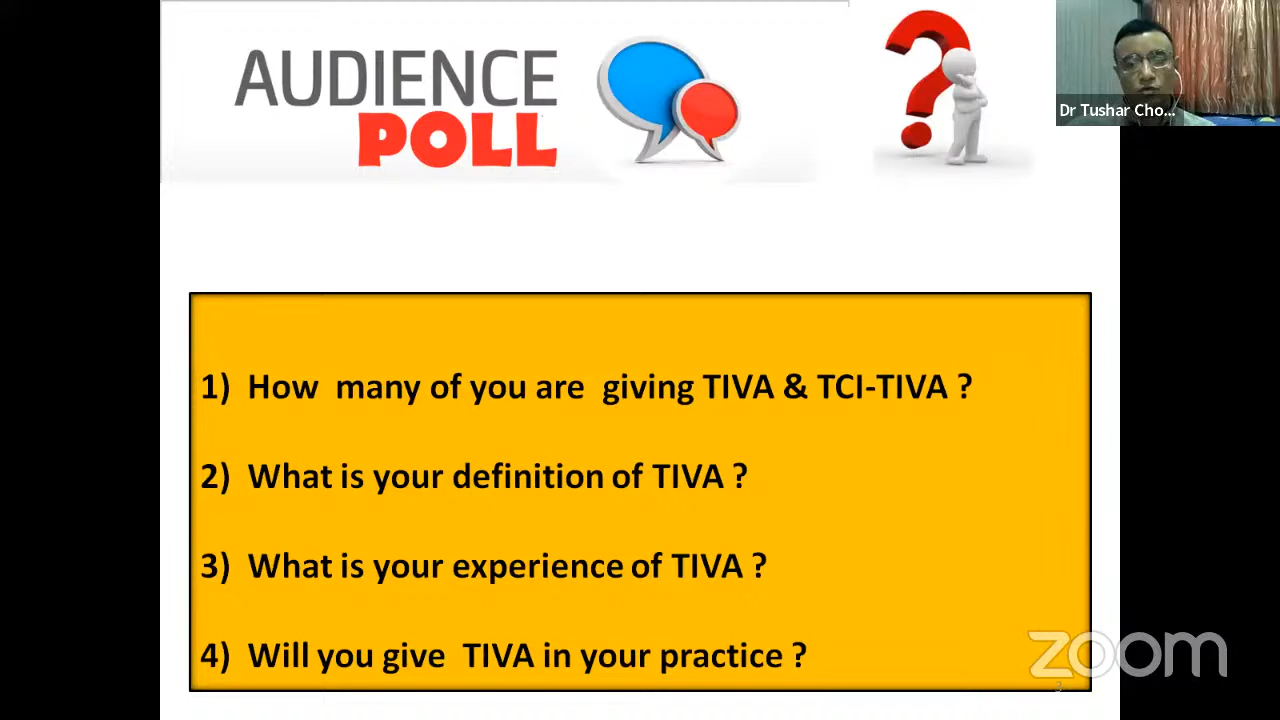 AUDIENCE
POLL
Dr Tushar Cho...
1) How many of you are giving TIVA & TCI-TIVA ?
2) What is your definition of TIVA ?
3) What is your experience of TIVA ?
4) Will you give TIVA in your practice ?
zoom
3